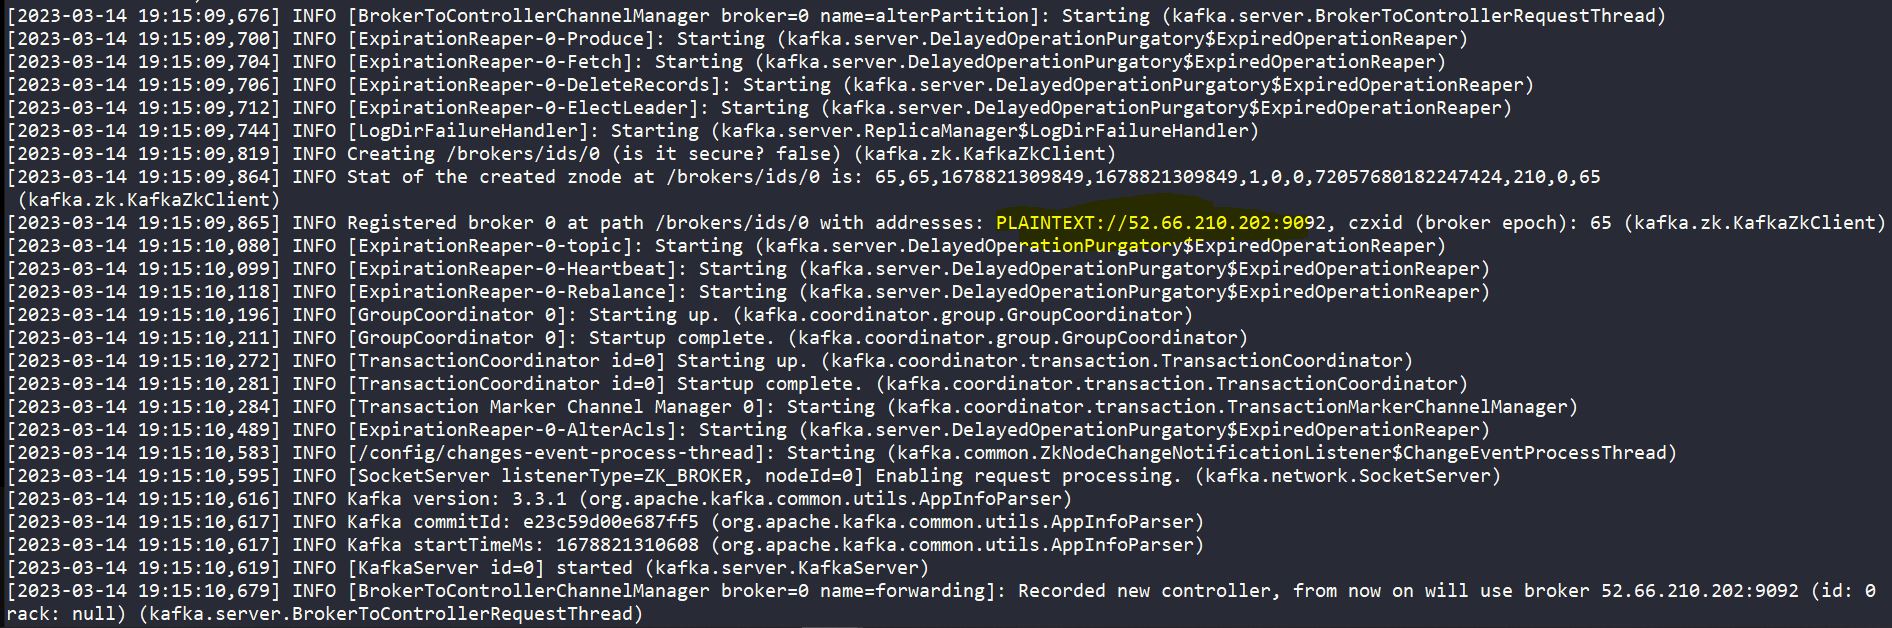 [2023-03-14 19:15:09,676] INFO [BrokerToControllerChannelManager broker=0 name=alterPartition]: Starting (kafka.server.BrokerToControllerRequestThread)
[2023-03-14 19:15:09,700] INFO [ExpirationReaper-0-Produce]: Starting (kafka.server.DelayedOperationPurgatory$ExpiredOperationReaper)
[2023-03-14 19:15:09,704] INFO [ExpirationReaper-0-Fetch]: Starting (kafka.server.DelayedOperationPurgatory$ExpiredOperationReaper)
[2023-03-14 19:15:09,706] INFO [ExpirationReaper-0-DeleteRecords]: Starting (kafka.server.DelayedOperationPurgatory$ExpiredOperationReaper)
[2023-03-14 19:15:09,712] INFO [ExpirationReaper-0-ElectLeader]: Starting (kafka.server.DelayedOperationPurgatory$ExpiredOperationReaper)
[2023-03-14 19:15:09,744] INFO [LogDirFailureHandler]: Starting (kafka.server.ReplicaManager$LogDirFailureHandler)
[2023-03-14 19:15:09,819] INFO Creating /brokers/ids/0 (is it secure? false) (kafka.zk.KafkaZkClient)
[2023-03-14 19:15:09,864] INFO Stat of the created znode at /brokers/ids/0 is: 65,65,1678821309849,1678821309849,1,0,0,72057680182247424,210,0,65
 (kafka.zk.KafkaZkClient)
[2023-03-14 19:15:09,865] INFO Registered broker 0 at path /brokers/ids/0 with addresses: PLAINTEXT://52.66.210.202:9092, czxid (broker epoch): 65 (kafka.zk.KafkaZkClient)
[2023-03-14 19:15:10,080] INFO [ExpirationReaper-0-topic]: Starting (kafka.server.DelayedOperationPurgatory$ExpiredOperationReaper)
[2023-03-14 19:15:10,099] INFO [ExpirationReaper-0-Heartbeat]: Starting (kafka.server.DelayedOperationPurgatory$ExpiredOperationReaper)
[2023-03-14 19:15:10,118] INFO [ExpirationReaper-0-Rebalance]: Starting (kafka.server.DelayedOperationPurgatory$ExpiredOperationReaper)
[2023-03-14 19:15:10,196] INFO [GroupCoordinator 0]: Starting up. (kafka.coordinator.group.GroupCoordinator)
[2023-03-14 19:15:10,211] INFO [GroupCoordinator 0]: Startup complete. (kafka.coordinator.group.GroupCoordinator)
[2023-03-14 19:15:10,272] INFO [TransactionCoordinator id=0] Starting up. (kafka.coordinator.transaction.TransactionCoordinator)
[2023-03-14 19:15:10,281] INFO [TransactionCoordinator id=0] Startup complete. (kafka.coordinator.transaction.TransactionCoordinator)
[2023-03-14 19:15:10,284] INFO [Transaction Marker Channel Manager 0]: Starting (kafka.coordinator.transaction.TransactionMarkerChannelManager)
[2023-03-14 19:15:10,489] INFO [ExpirationReaper-0-AlterAcls]: Starting (kafka.server.DelayedOperationPurgatory$ExpiredOperationReaper)
[2023-03-14 19:15:10,583] INFO [/config/changes-event-process-thread]: Starting (kafka.common.ZkNodeChangeNotificationListener$ChangeEventProcessThread)
[2023-03-14 19:15:10,595] INFO [SocketServer listenerType=ZK_BROKER, nodeId=0] Enabling request processing. (kafka.network.SocketServer)
[2023-03-14 19:15:10,616] INFO Kafka version: 3.3.1 (org.apache.kafka.common.utils.AppInfoParser)
[2023-03-14 19:15:10,617] INFO Kafka commitId: e23c59d00e687ff5 (org.apache.kafka.common.utils.AppInfoParser)
[2023-03-14 19:15:10,617] INFO Kafka startTimeMs: 1678821310608 (org.apache.kafka.common.utils.AppInfoParser)
[2023-03-14 19:15:10,619] INFO [KafkaServer id=0] started (kafka.server.KafkaServer)
[2023-03-14 19:15:10,679] INFO [BrokerToControllerChannelManager broker=0 name=forwarding]: Recorded new controller, from now on will use broker 52.66.210.202:9092 (id: 0
rack: null) (kafka.server.BrokerToControllerRequestThread)